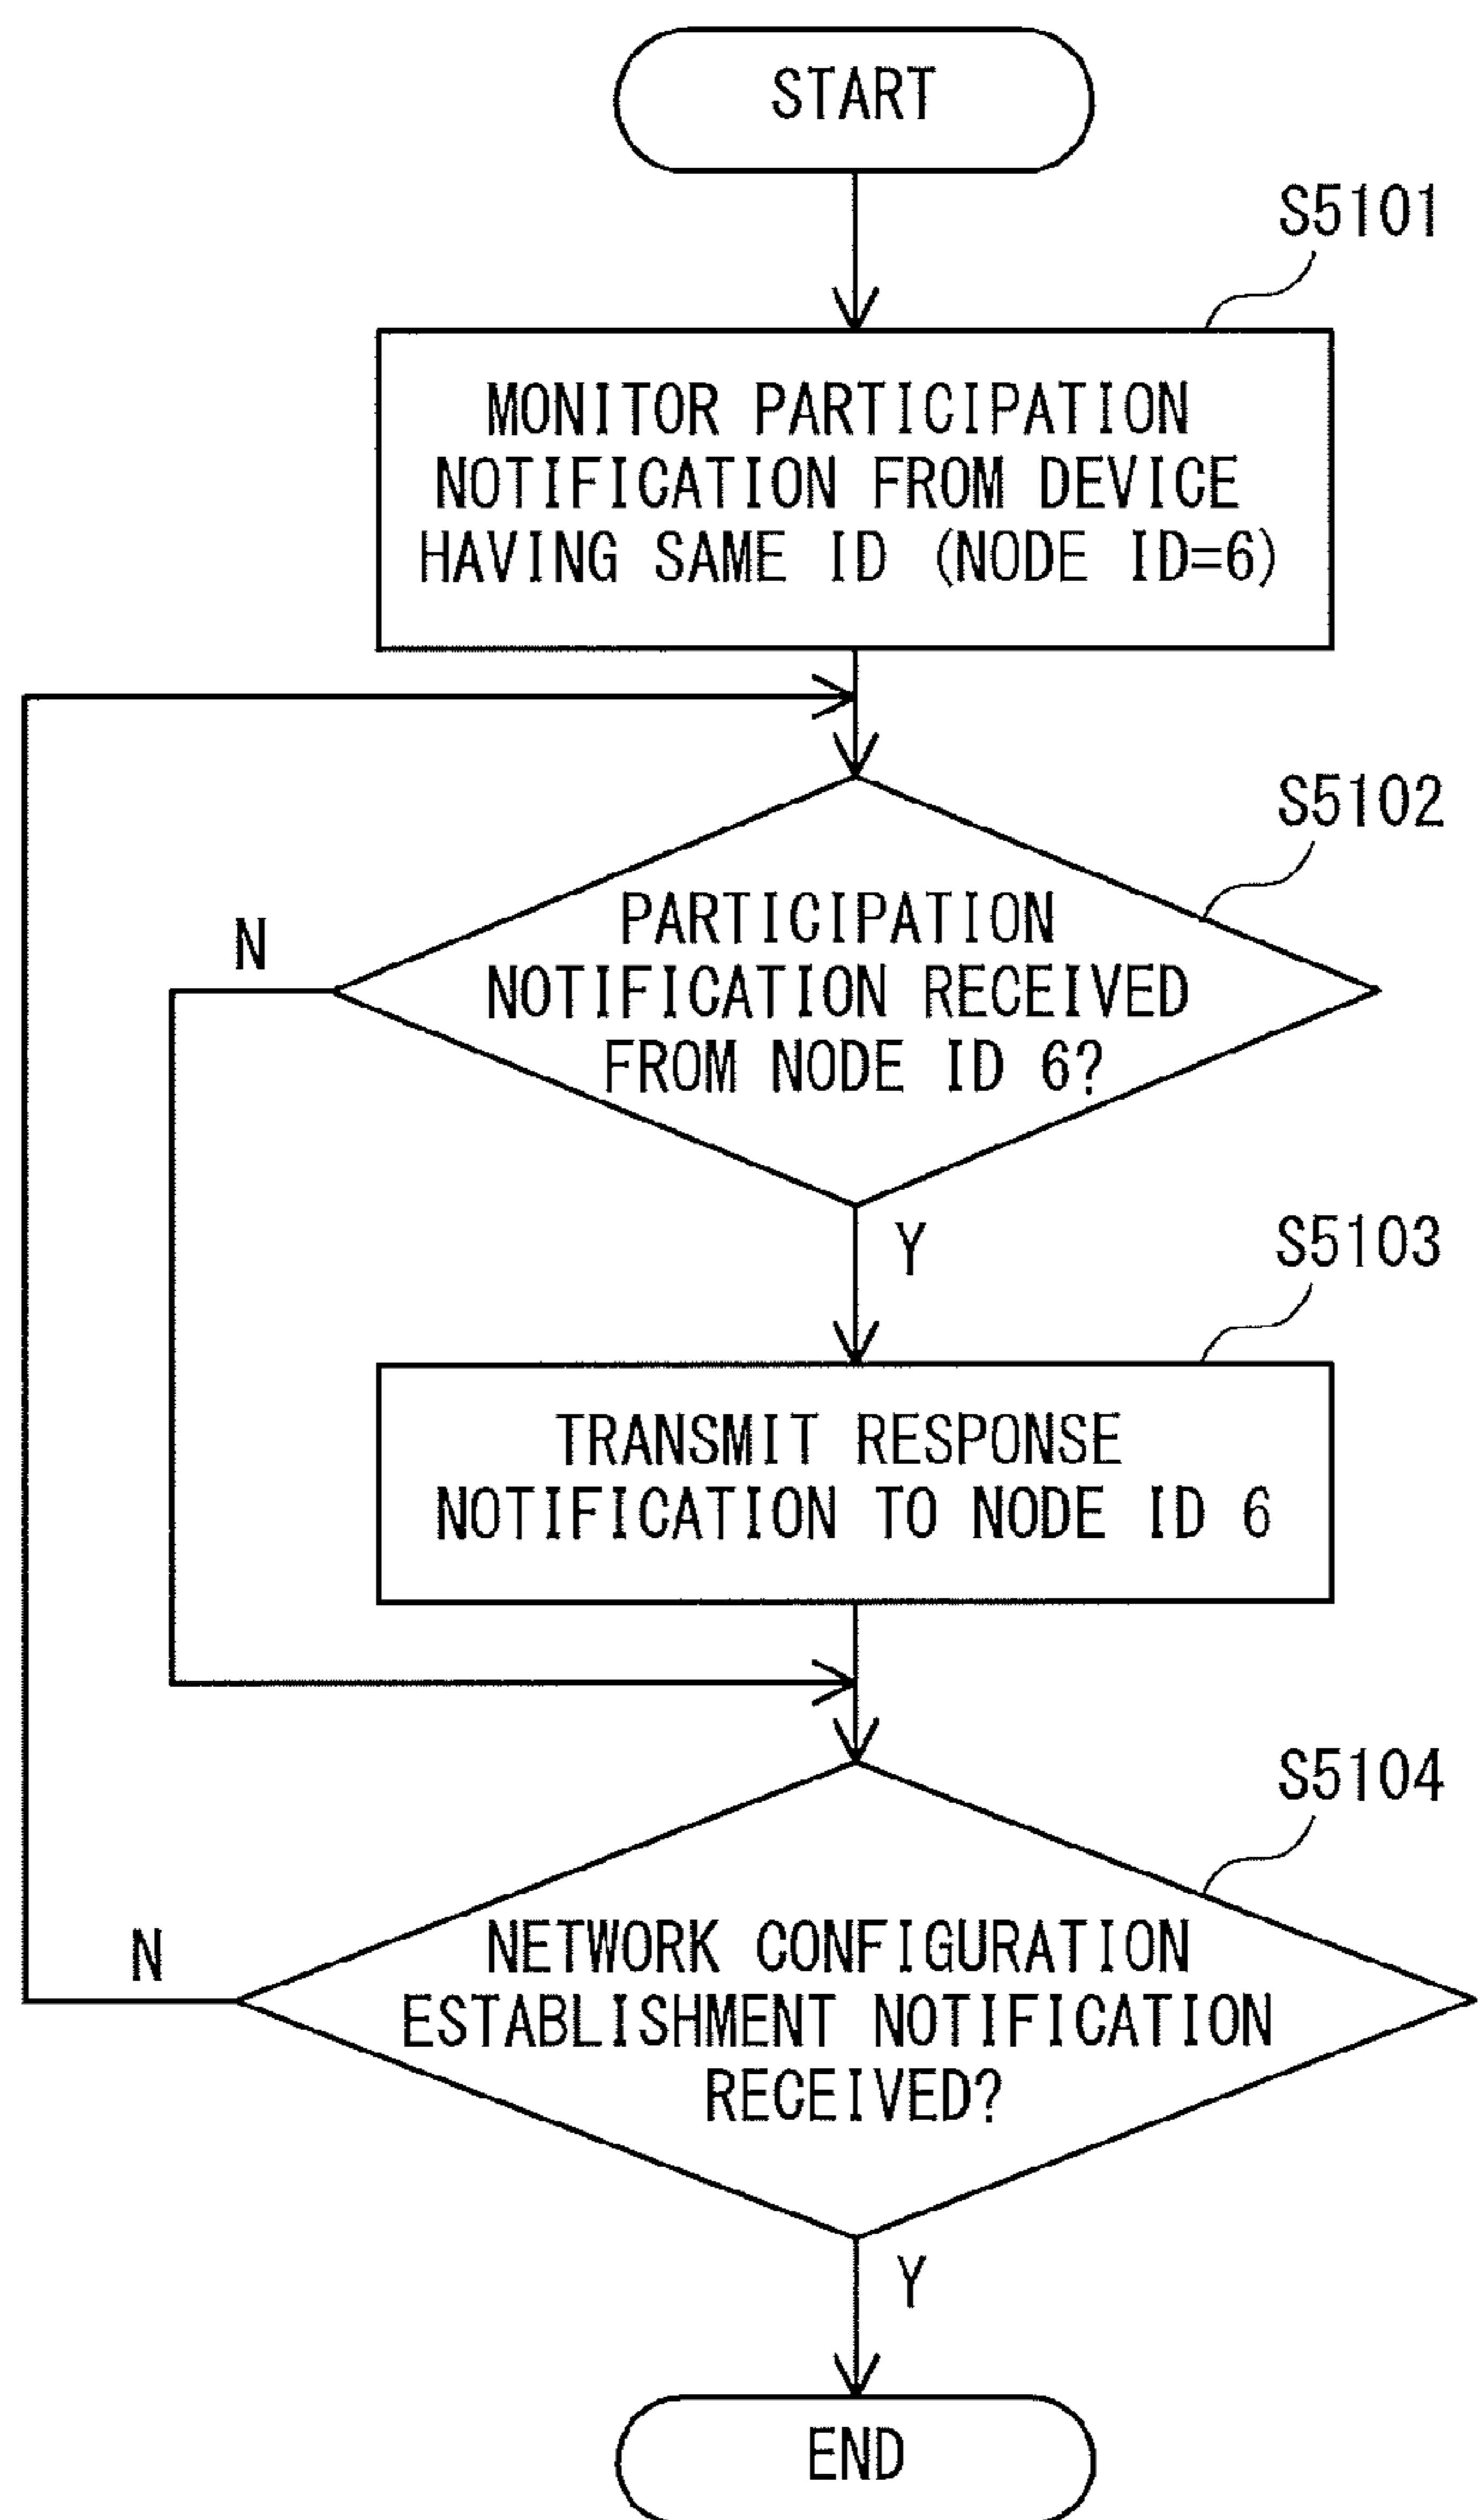 START
S5101
MONITOR PARTICIPATION
NOTIFICATION FROM DEVICE
HAVING SAME ID (NODE ID=6)
S5102
N
PARTICIPATION
NOTIFICATION RECEIVED
FROM NODE ID 6?
Y
S5103
TRANSMIT RESPONSE
NOTIFICATION TO NODE ID 6
S5104
N
NETWORK CONFIGURATION
ESTABLISHMENT NOTIFICATION
RECEIVED?
Y
END